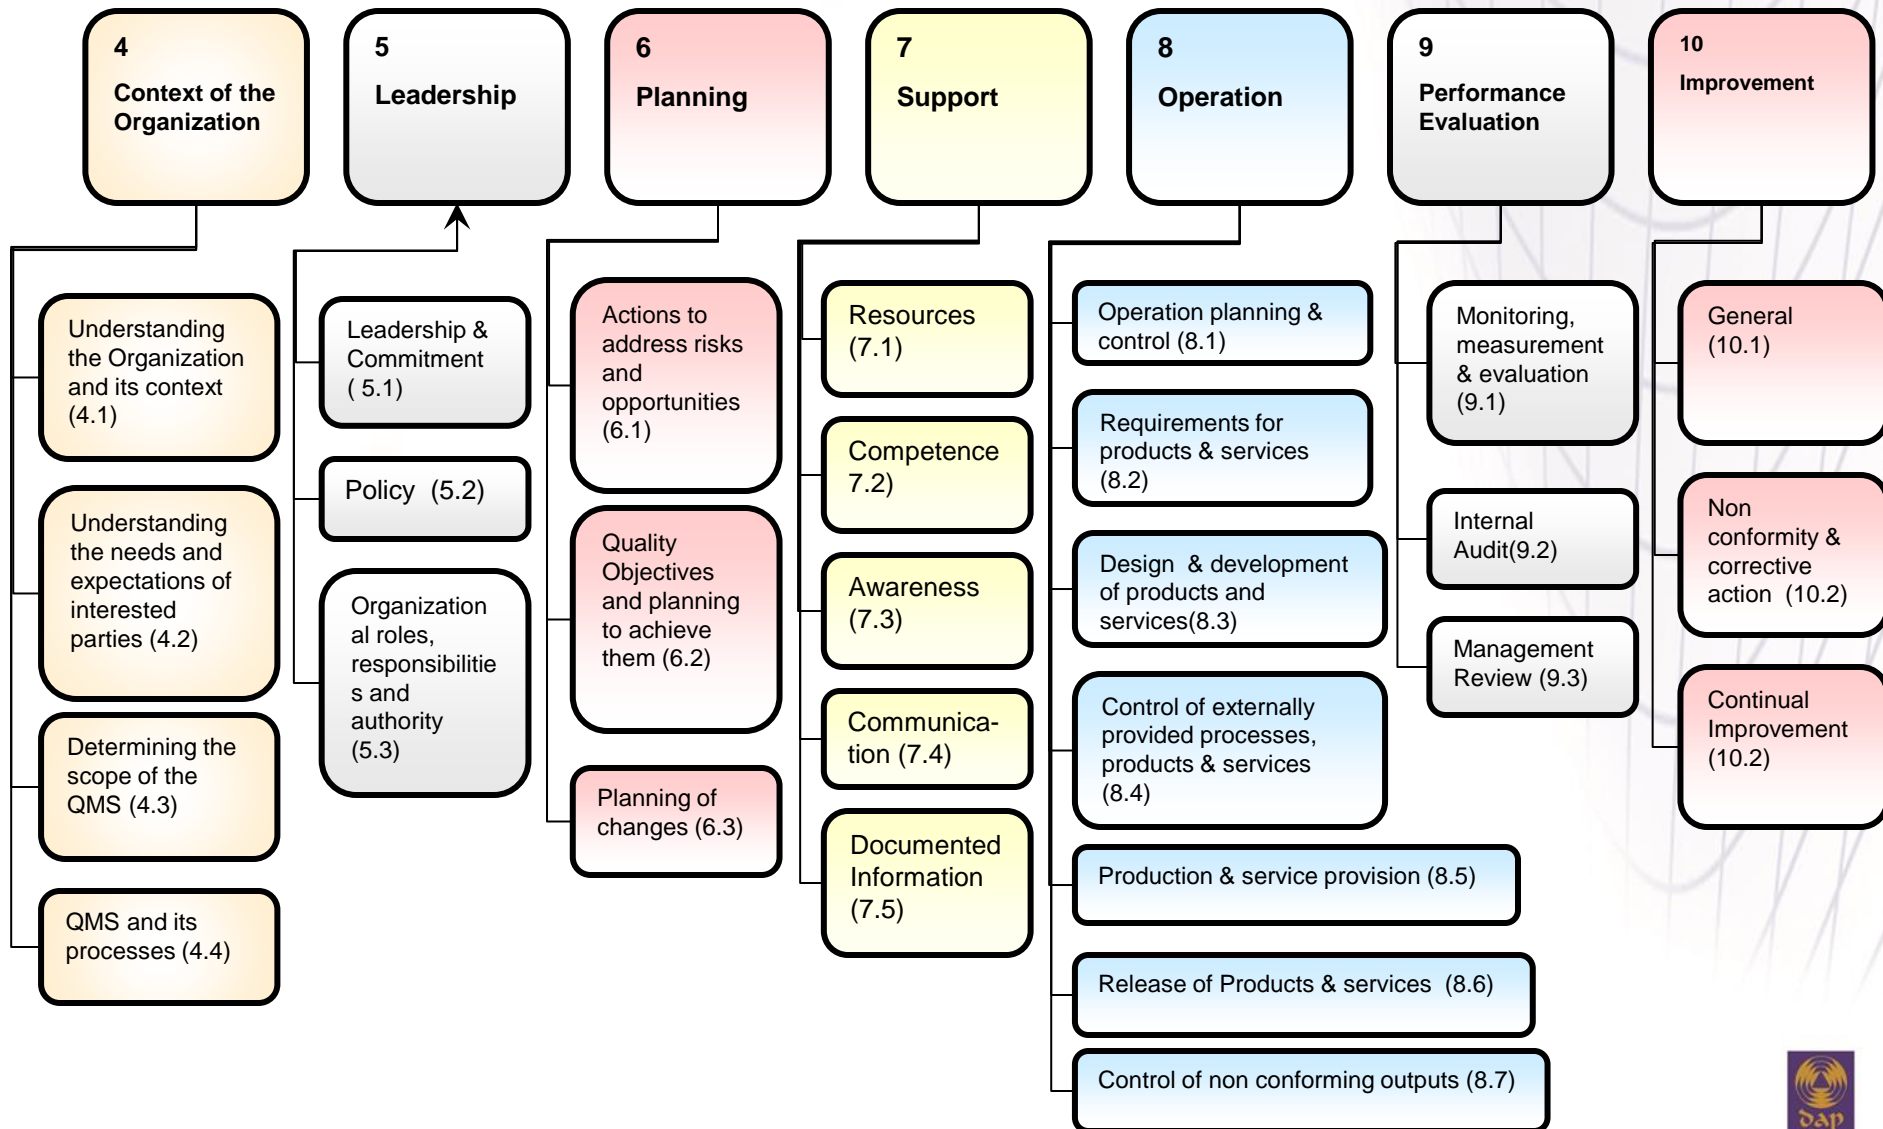 4
Context of the
Organization
5
Leadership
6
Planning
7
Support
8
Operation
9
Performance
Evaluation
10
Improvement
Understanding
the Organization
and its context
(4.1)
Understanding
the needs and
expectations of
interested
parties (4.2)
Determining the
scope of the
QMS (4.3)
QMS and its
processes (4.4)
Leadership &
Commitment
( 5.1)
Policy (5.2)
Organization
al roles,
responsibilitie
s and
authority
(5.3)
Actions to
address risks
and
opportunities
(6.1)
Quality
Objectives
and planning
to achieve
them (6.2)
Planning of
changes (6.3)
Resources
(7.1)
Competence
7.2)
Awareness
(7.3)
Communica-
tion (7.4)
Documented
Information
(7.5)
Operation planning &
control (8.1)
Requirements for
products & services
(8.2)
Design & development
of products and
services(8.3)
Control of externally
provided processes,
products & services
(8.4)
Production & service provision (8.5)
Release of Products & services (8.6)
Control of non conforming outputs (8.7)
Monitoring,
measurement
& evaluation
(9.1)
Internal
Audit(9.2)
Management
Review (9.3)
General
(10.1)
Non
conformity &
corrective
action (10.2)
Continual
Improvement
(10.2)
dap